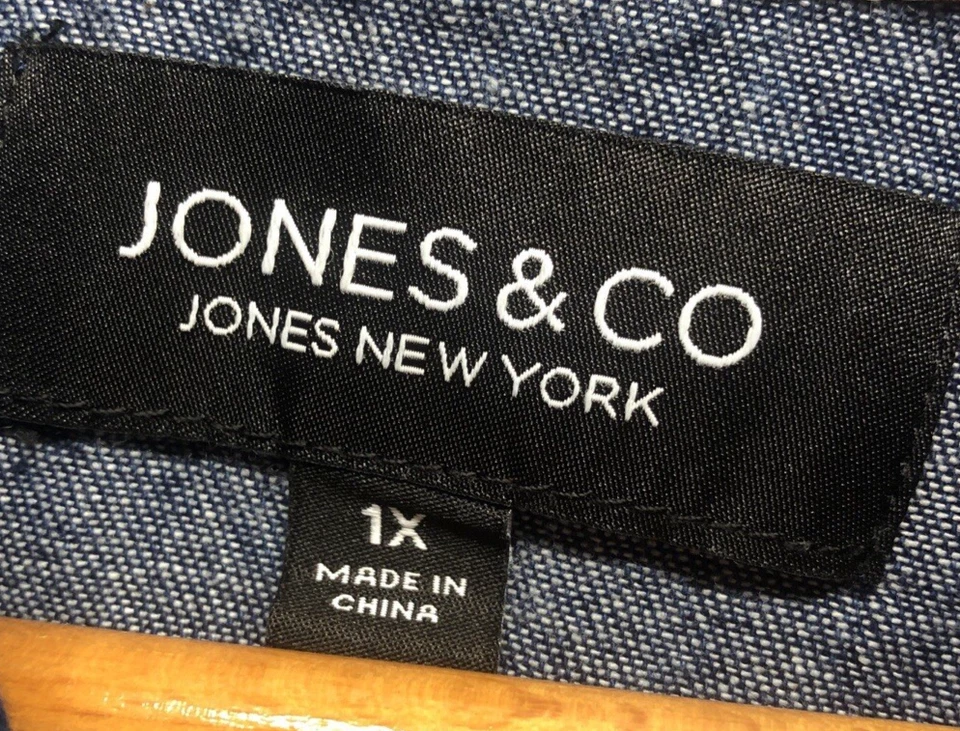 JONES & CO
JONES NEW YORK
1X
MADE IN
CHINA